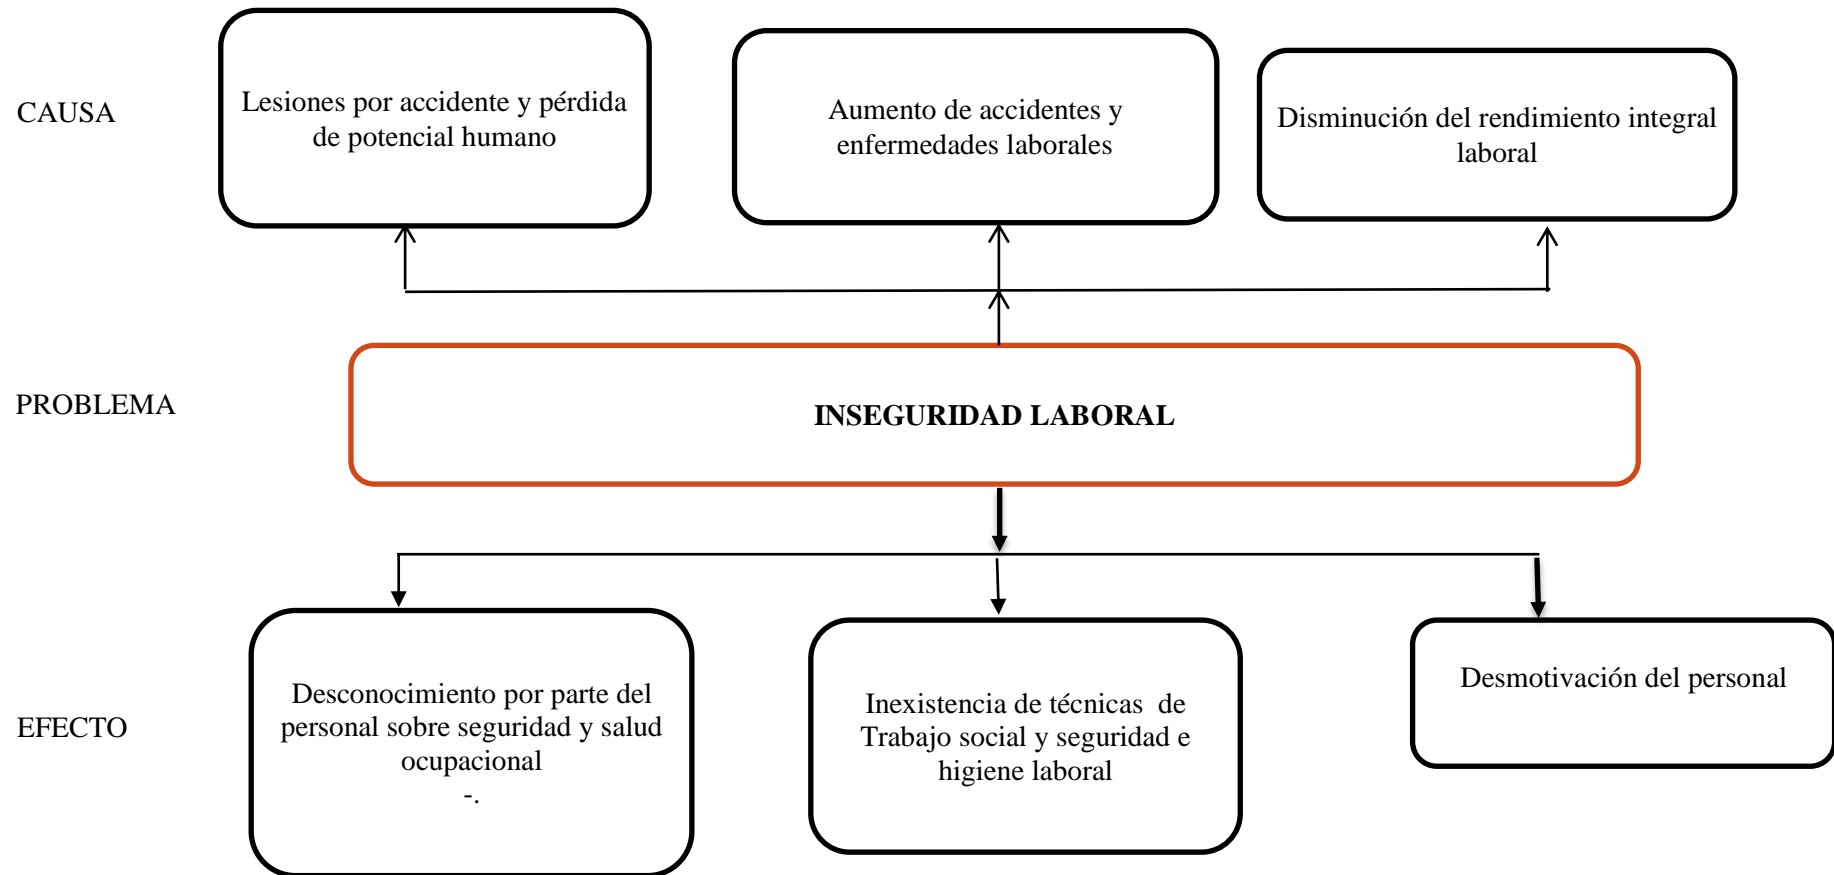 CAUSA
Lesiones por accidente y pérdida
de potencial humano
Aumento de accidentes y
enfermedades laborales
Disminución del rendimiento integral
laboral
PROBLEMA
INSEGURIDAD LABORAL
EFECTO
Desconocimiento por parte del
personal sobre seguridad y salud
ocupacional
-.
Inexistencia de técnicas  de
Trabajo social y seguridad e
higiene laboral
Desmotivación del personal